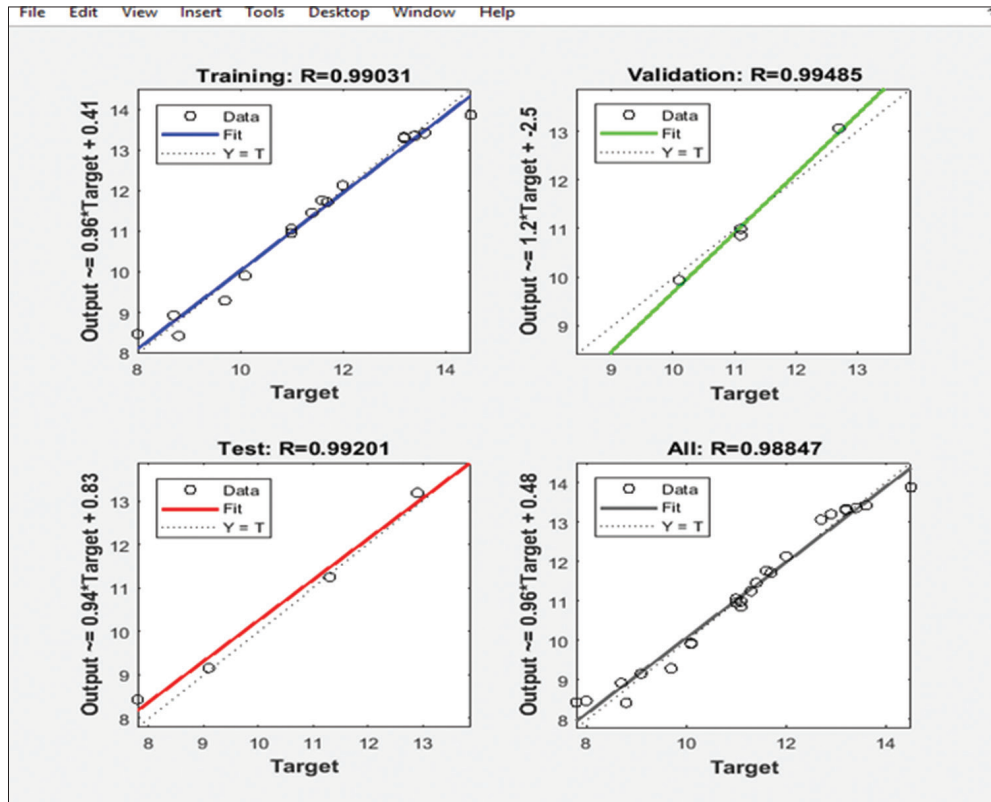 File Edit View Insert Tools Desktop Window Help
Training: R=0.99031
Data
Fit
Y = T
Output ~= 0.96*Target + 0.41
14
13
12
11
10
9
8
8 10 12 14
Target
Validation: R=0.99485
Data
Fit
Y = T
Output ~= 1.2*Target + -2.5
13
12
11
10
9
9 10 11 12 13
Target
Test: R=0.99201
Data
Fit
Y = T
Output ~= 0.94*Target + 0.83
13
12
11
10
9
8
8 9 10 11 12 13
Target
All: R=0.98847
Data
Fit
Y = T
Output ~= 0.96*Target + 0.48
14
13
12
11
10
9
8
8 10 12 14
Target